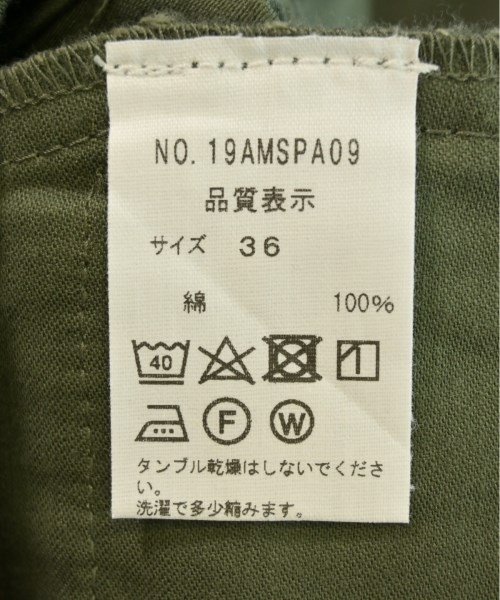 NO. 19AMSPA09
品質表示
サイズ 36
綿 100%
40
F W
タンブル乾燥はしないでくださ
い。
洗濯で多少縮みます。